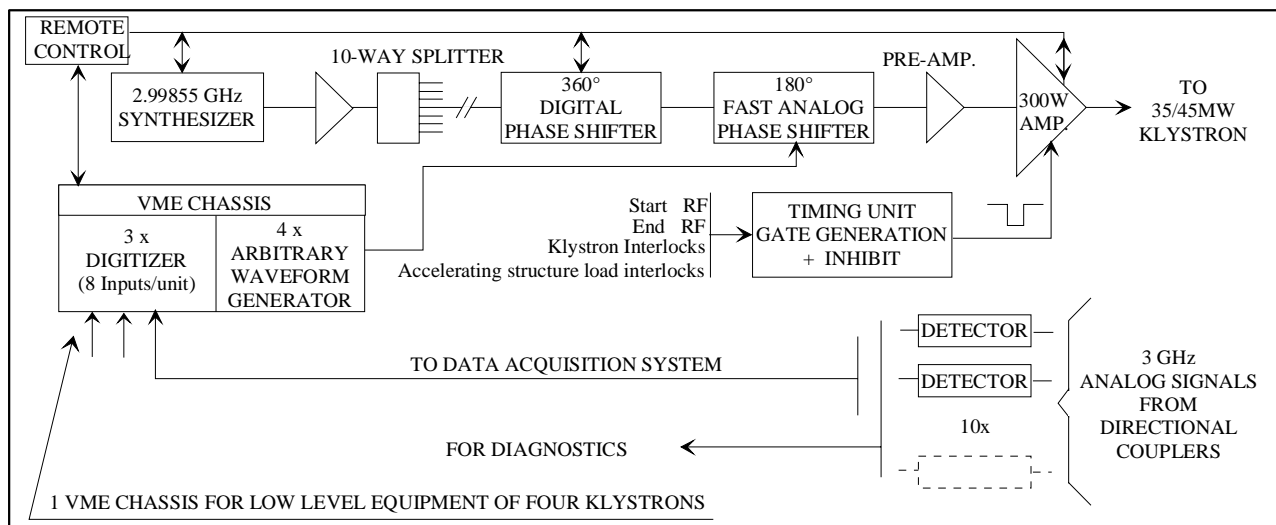 REMOTE
CONTROL
10-WAY SPLITTER
PRE-AMP.
2.99855 GHz
SYNTHESIZER
360°
DIGITAL
PHASE SHIFTER
180°
FAST ANALOG
PHASE SHIFTER
300W
AMP.
TO
35/45MW
KLYSTRON
VME CHASSIS
3 x
DIGITIZER
(8 Inputs/unit)
4 x
ARBITRARY
WAVEFORM
GENERATOR
Start RF
End RF
Klystron Interlocks
Accelerating structure load interlocks
TIMING UNIT
GATE GENERATION
+ INHIBIT
TO DATA ACQUISITION SYSTEM
DETECTOR
DETECTOR
10x
3 GHz
ANALOG SIGNALS
FROM
DIRECTIONAL
COUPLERS
FOR DIAGNOSTICS
1 VME CHASSIS FOR LOW LEVEL EQUIPMENT OF FOUR KLYSTRONS